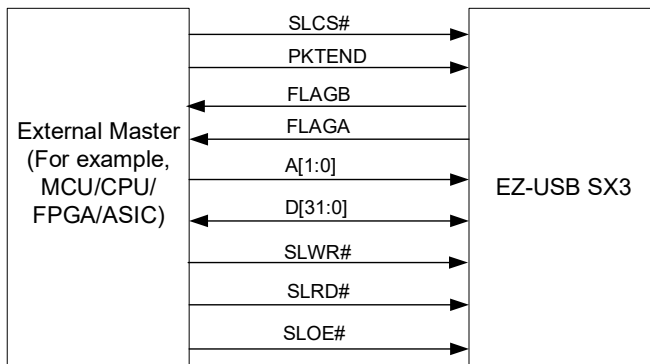 External Master
(For example,
MCU/CPU/
FPGA/ASIC)
SLCS#
PKTEND
FLAGB
FLAGA
A[1:0]
D[31:0]
SLWR#
SLRD#
SLOE#
EZ-USB SX3